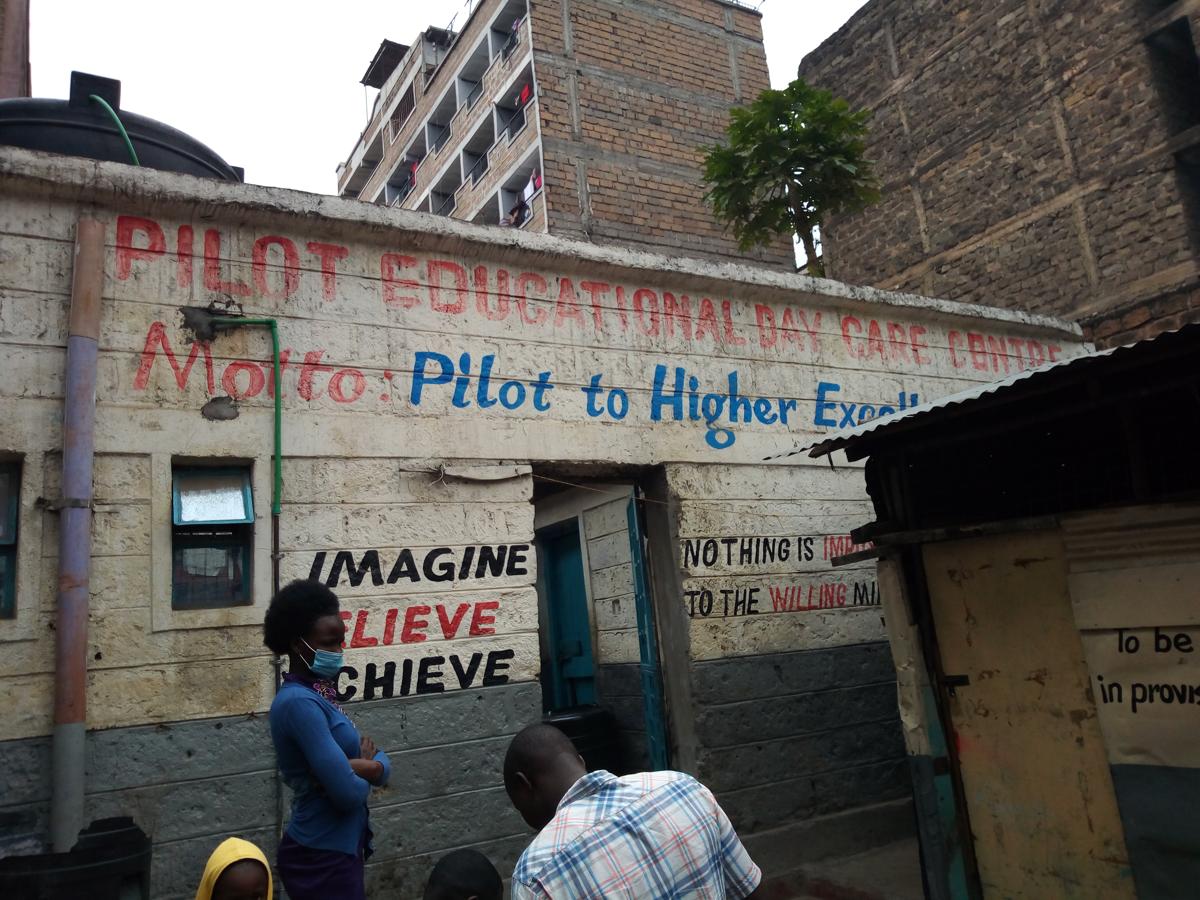 PILOT EDUCATIONAL DAY CARE CENTRE
Motto: Pilot to Higher
IMAGINE
ELIEVE
CHIEVE
NOTHING IS
TO THE WILLING
To be
in provis